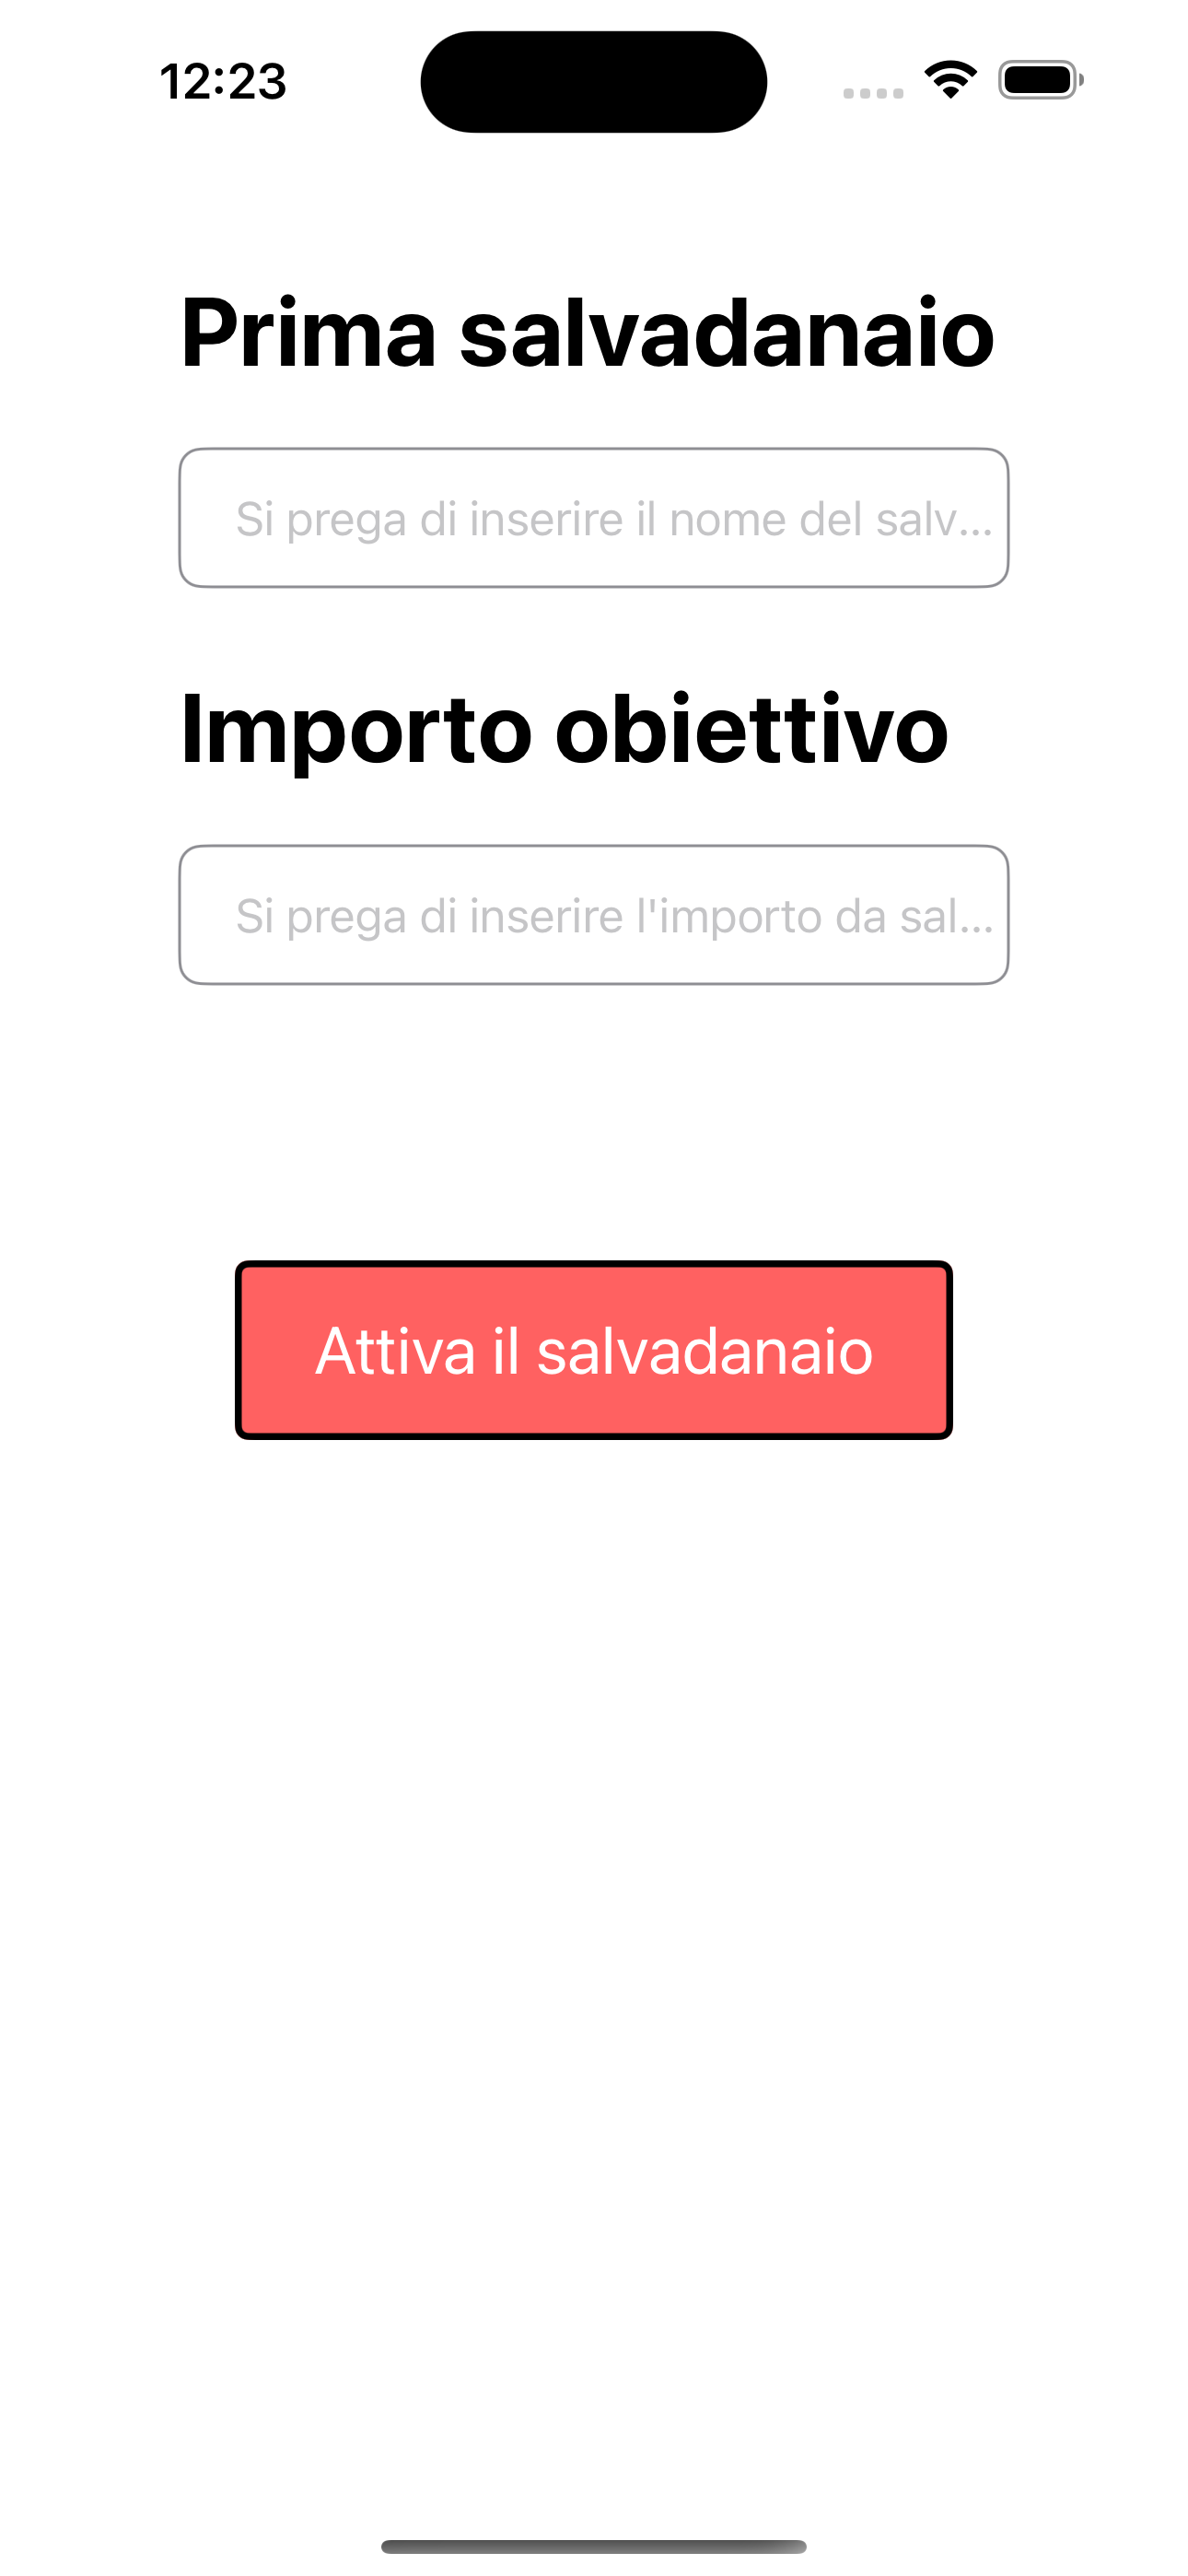 12:23
Prima salvadanaio
Si prega di inserire il nome del salv...
Importo obiettivo
Si prega di inserire l'importo da sal...
Attiva il salvadanaio